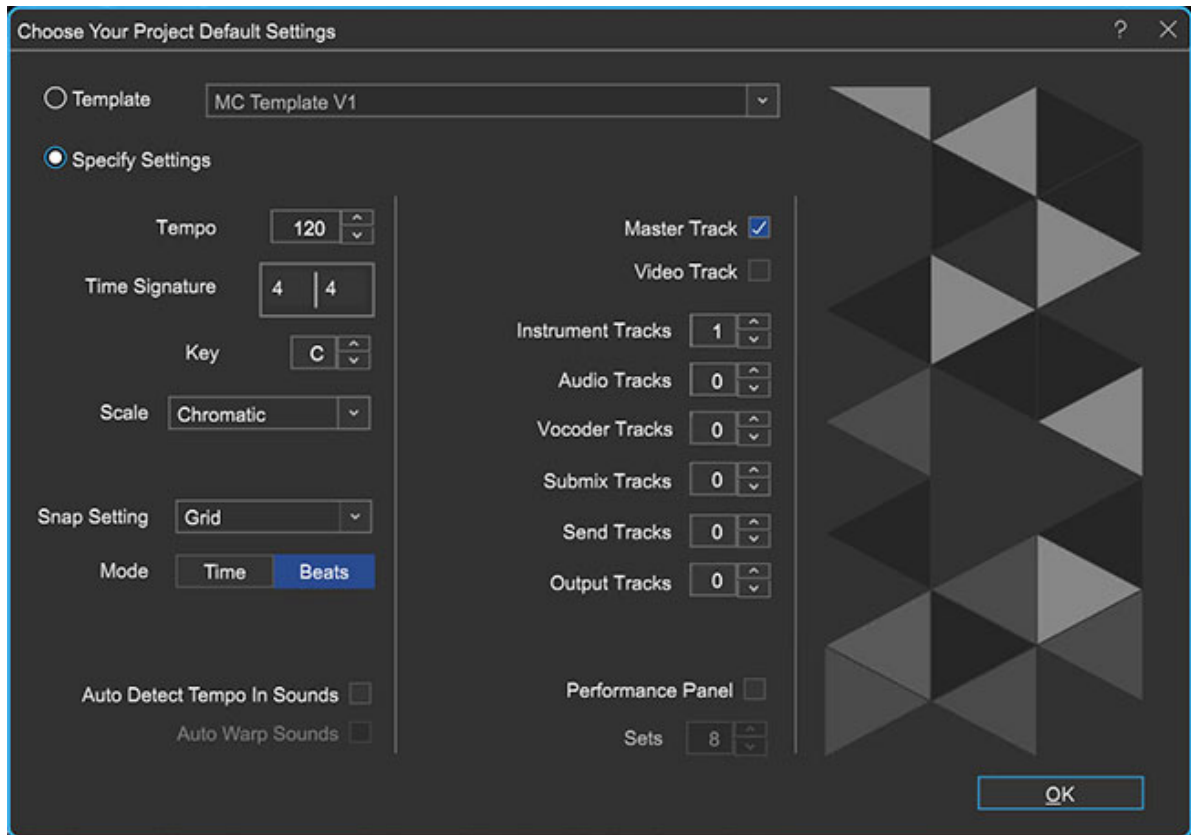 Choose Your Project Default Settings ?
Template MC Template V1
Specify Settings
Tempo 120
Time Signature 4 4
Key C
Scale Chromatic
Snap Setting Grid
Mode Time Beats
Auto Detect Tempo In Sounds
Auto Warp Sounds
Master Track
Video Track
Instrument Tracks 1
Audio Tracks 0
Vocoder Tracks 0
Submix Tracks 0
Send Tracks 0
Output Tracks 0
Performance Panel
Sets 8
OK